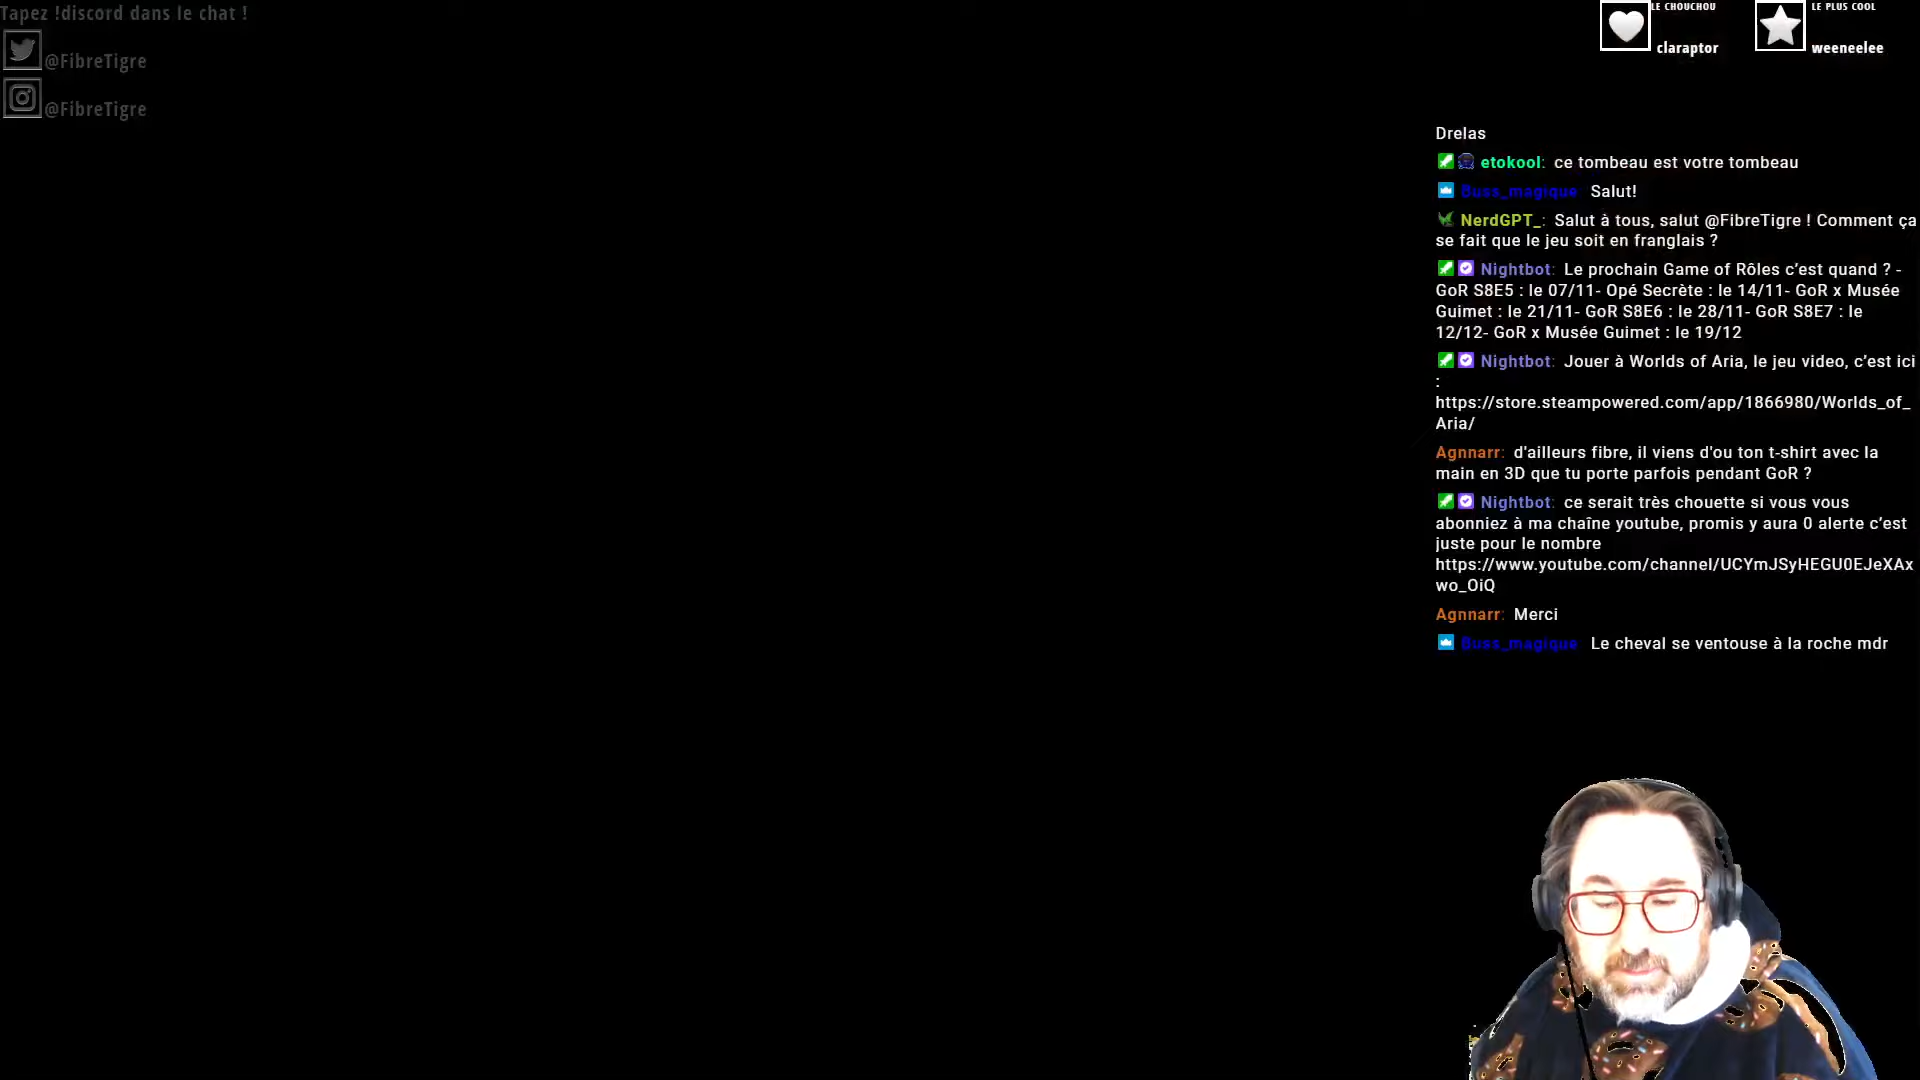 Tapez !discord dans le chat !
@FibreTigre
@FibreTigre
LE CHOUCHOU
claraptor
LE PLUS COOL
weeneelee
Drelas
etokool: ce tombeau est votre tombeau
Buss_magique: Salut!
NerdGPT_: Salut à tous, salut @FibreTigre ! Comment ça
se fait que le jeu soit en franglais ?
Nightbot: Le prochain Game of Rôles c'est quand ? -
GoR S8E5 : le 07/11- Opé Secrète : le 14/11- GoR x Musée
Guimet : le 21/11- GoR S8E6 : le 28/11- GoR S8E7 : le
12/12- GoR x Musée Guimet : le 19/12
Nightbot: Jouer à Worlds of Aria, le jeu video, c'est ici
:
https://store.steampowered.com/app/1866980/Worlds_of_
Aria/
Agnnarr: d'ailleurs fibre, il viens d'ou ton t-shirt avec la
main en 3D que tu porte parfois pendant GoR ?
Nightbot: ce serait très chouette si vous vous
abonniez à ma chaîne youtube, promis y aura 0 alerte c'est
juste pour le nombre
https://www.youtube.com/channel/UCYmJSyHEGU0EJeXAx
wo_OiQ
Agnnarr: Merci
Buss_magique: Le cheval se ventouse à la roche mdr